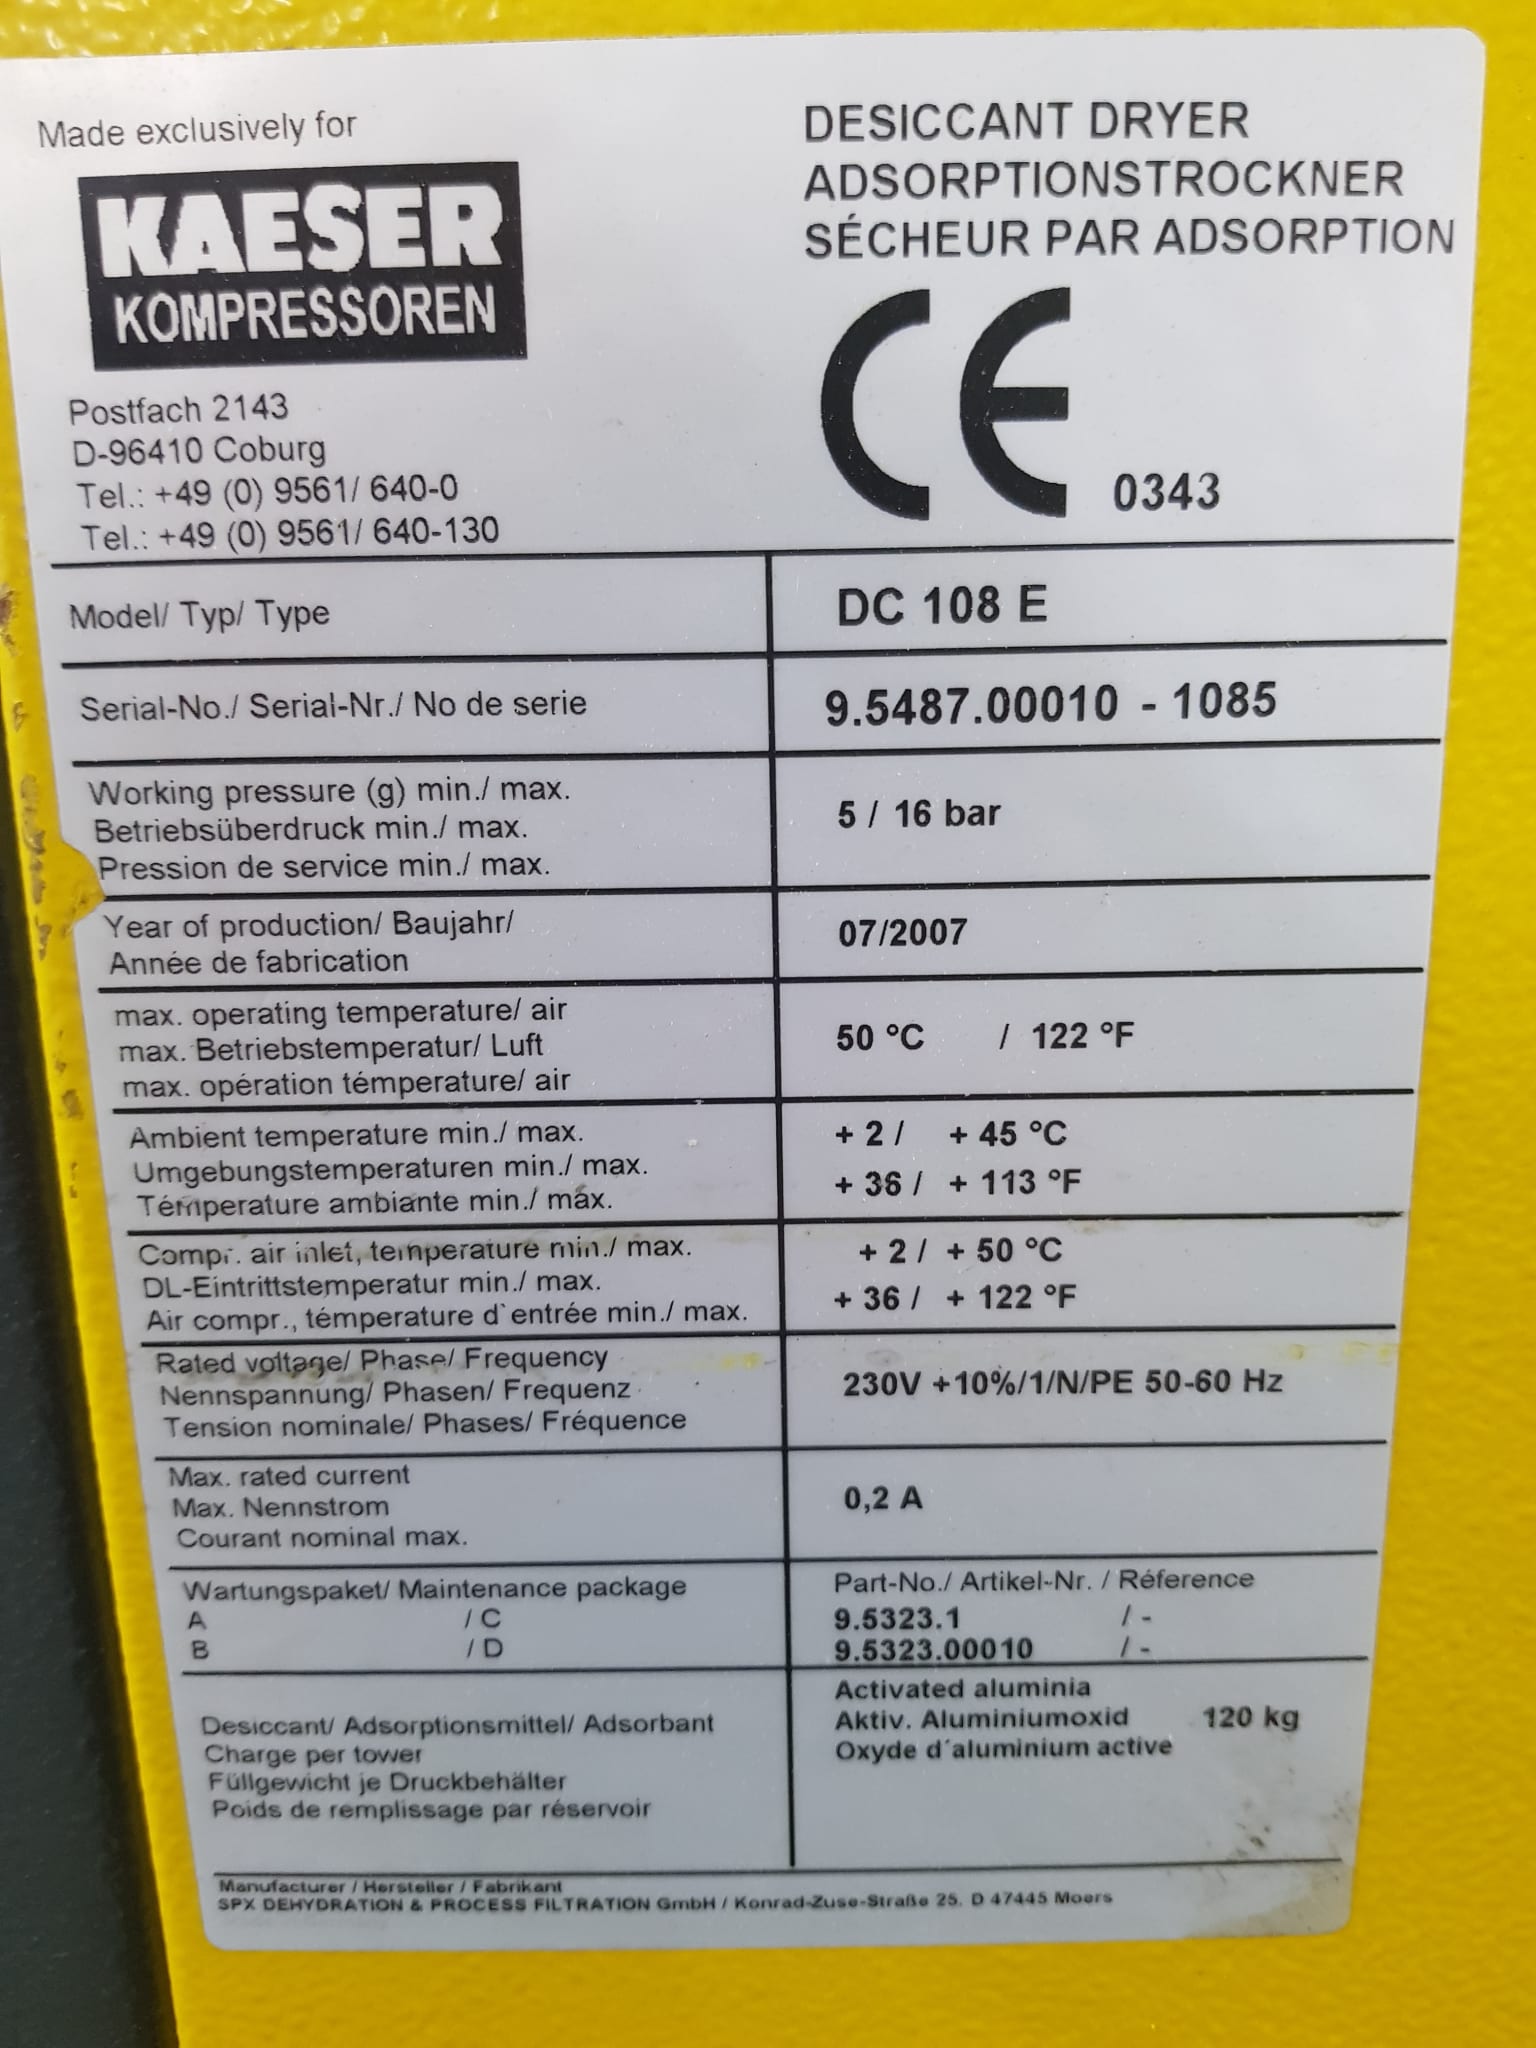 Made exclusively for
KAESER
KOMPRESSOREN
Postfach 2143
D-96410 Coburg
Tel.: +49 (0) 9561/ 640-0
Tel.: +49 (0) 9561/ 640-130
DESICCANT DRYER
ADSORPTIONSTROCKNER
SÉCHEUR PAR ADSORPTION
CE 0343
Model/ Typ/ Type DC 108 E
Serial-No./ Serial-Nr./ No de serie 9.5487.00010 - 1085
Working pressure (g) min./ max.
Betriebsüberdruck min./ max. 5 / 16 bar
Pression de service min./ max.
Year of production/ Baujahr/ 07/2007
Année de fabrication
max. operating temperature/ air
max. Betriebstemperatur/ Luft 50 °C / 122 °F
max. opération témperature/ air
Ambient temperature min./ max. + 2 / + 45 °C
Umgebungstemperaturen min./ max. + 36 / + 113 °F
Témperature ambiante min./ max.
Compr. air inlet, temperature min./ max. + 2 / + 50 °C
DL-Eintrittstemperatur min./ max. + 36 / + 122 °F
Air compr., témperature d`entrée min./ max.
Rated voltage/ Phase/ Frequency
Nennspannung/ Phasen/ Frequenz 230V +10%/1/N/PE 50-60 Hz
Tension nominale/ Phases/ Fréquence
Max. rated current
Max. Nennstrom 0,2 A
Courant nominal max.
Wartungspaket/ Maintenance package Part-No./ Artikel-Nr. / Réference
A / C 9.5323.1 / -
B / D 9.5323.00010 / -
Activated aluminia
Desiccant/ Adsorptionsmittel/ Adsorbant Aktiv. Aluminiumoxid 120 kg
Charge per tower Oxyde d´aluminium active
Füllgewicht je Druckbehälter
Poids de remplissage par réservoir
Manufacturer / Hersteller / Fabrikant
SPX DEHYDRATION & PROCESS FILTRATION GmbH / Konrad-Zuse-Straße 25. D 47445 Moers